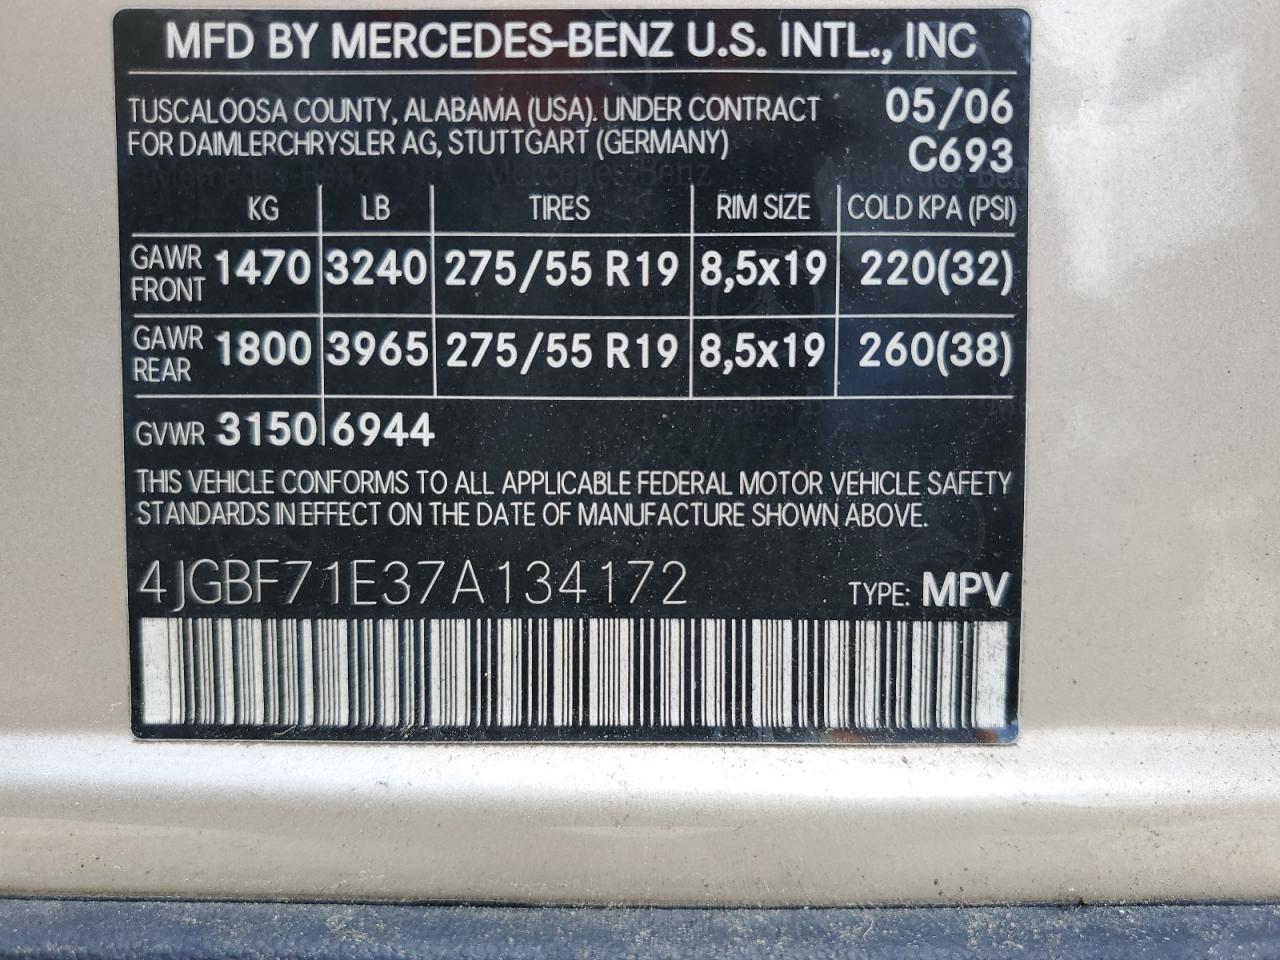 MFD BY MERCEDES-BENZ U.S. INTL., INC
TUSCALOOSA COUNTY, ALABAMA (USA). UNDER CONTRACT 05/06
FOR DAIMLERCHRYSLER AG, STUTTGART (GERMANY) C693
KG LB TIRES RIM SIZE COLD KPA (PSI)
GAWR FRONT 1470 3240 275/55 R19 8,5x19 220(32)
GAWR REAR 1800 3965 275/55 R19 8,5x19 260(38)
GVWR 3150 6944
THIS VEHICLE CONFORMS TO ALL APPLICABLE FEDERAL MOTOR VEHICLE SAFETY
STANDARDS IN EFFECT ON THE DATE OF MANUFACTURE SHOWN ABOVE.
4JGBF71E37A134172 TYPE: MPV